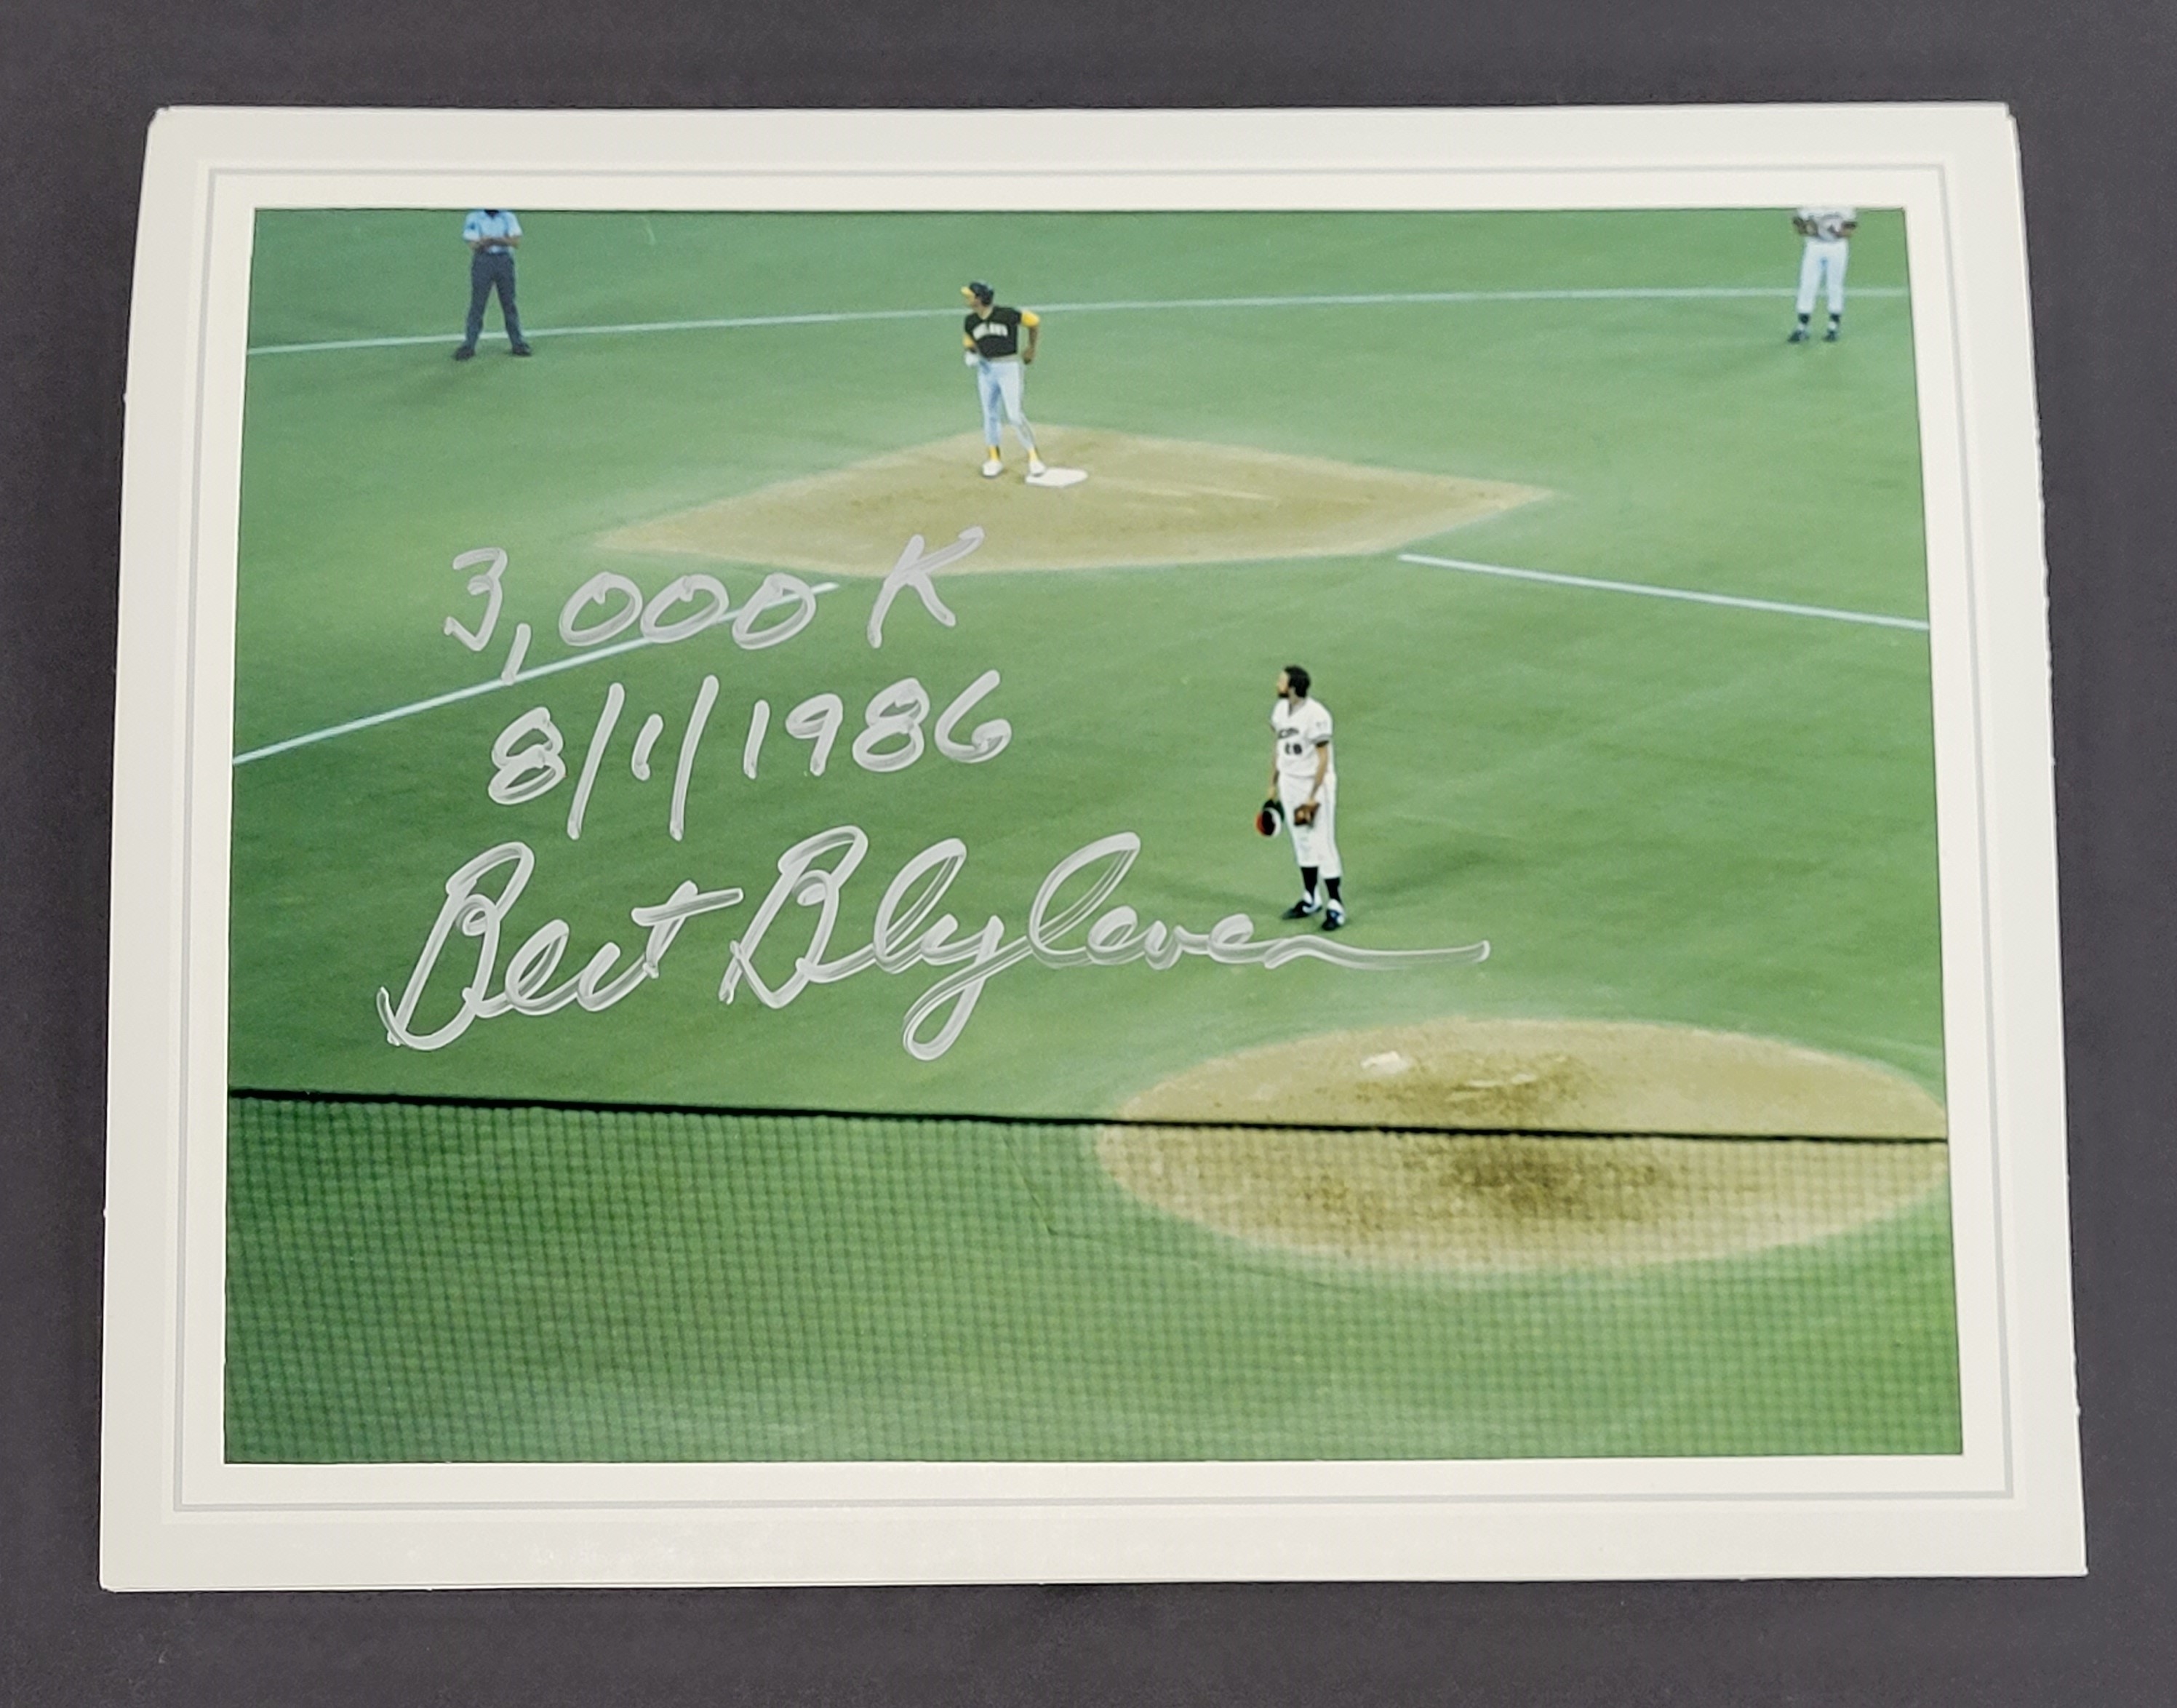 3,000 K
8/1/1986
Bert Blyleven